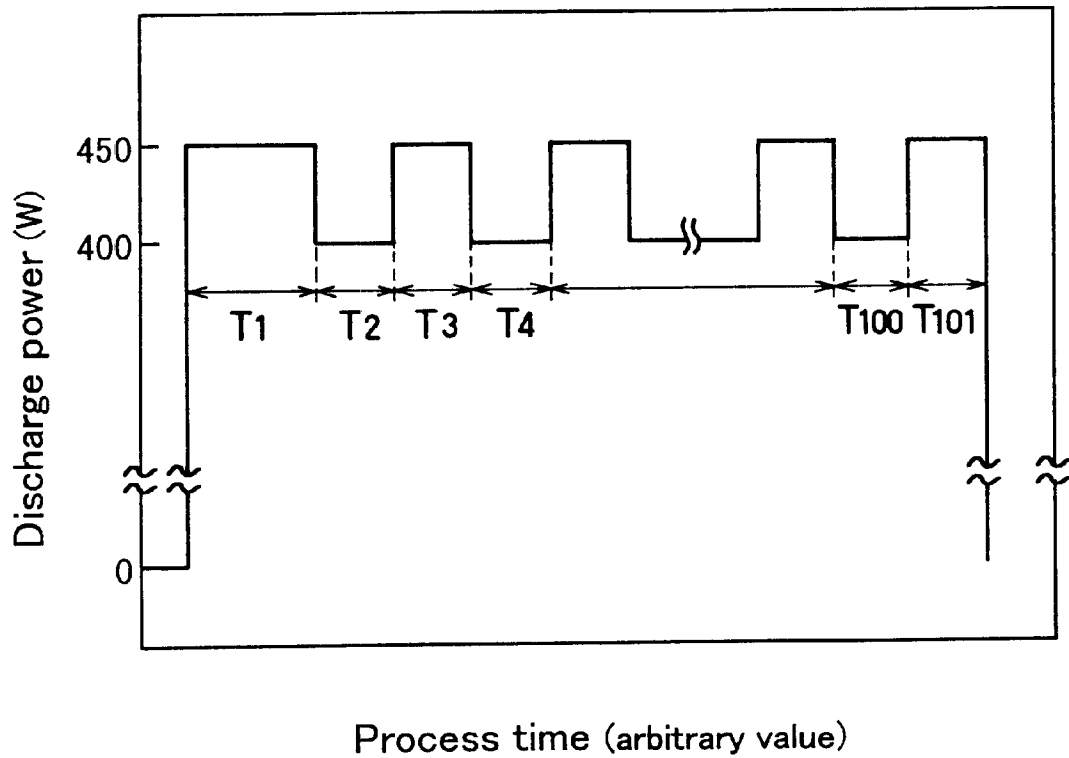 Discharge power (W)
450
400
0
T1
T2
T3
T4
T100
T101
Process time (arbitrary value)